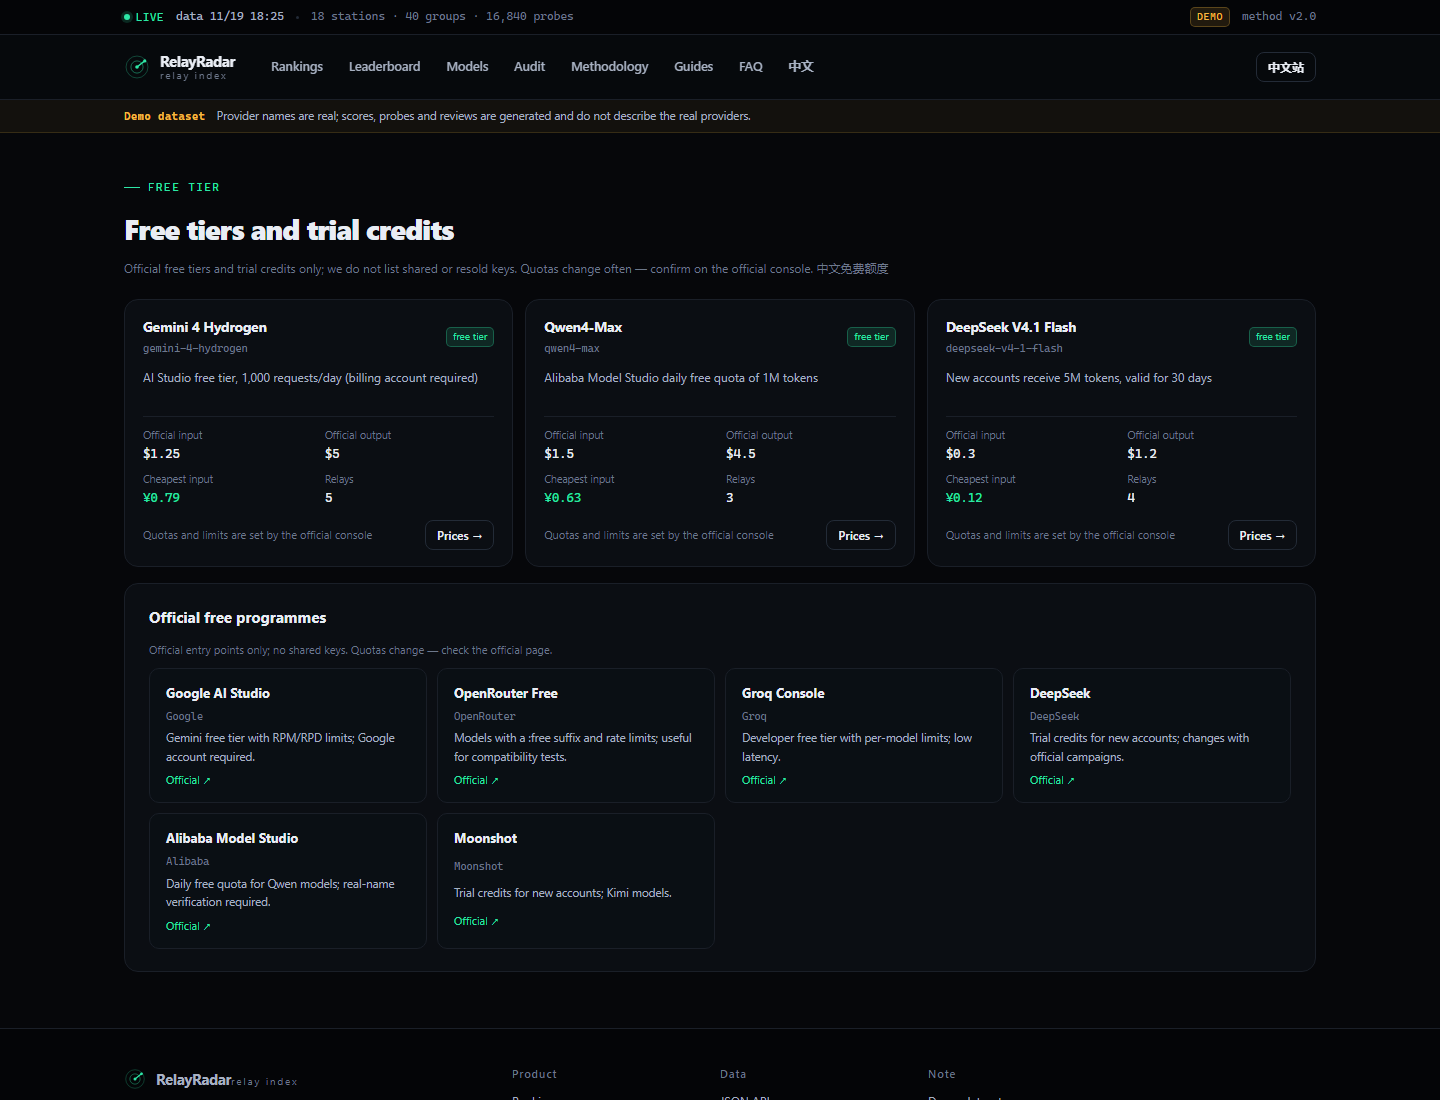 LIVE data 11/19 18:25 · 18 stations · 40 groups · 16,840 probes DEMO method v2.0
RelayRadar
relay index
Rankings Leaderboard Models Audit Methodology Guides FAQ 中文 中文站
Demo dataset Provider names are real; scores, probes and reviews are generated and do not describe the real providers.
— FREE TIER
Free tiers and trial credits
Official free tiers and trial credits only; we do not list shared or resold keys. Quotas change often — confirm on the official console. 中文免费额度
Gemini 4 Hydrogen
gemini-4-hydrogen
free tier
AI Studio free tier, 1,000 requests/day (billing account required)
Official input Official output
$1.25 $5
Cheapest input Relays
¥0.79 5
Quotas and limits are set by the official console Prices →
Qwen4-Max
qwen4-max
free tier
Alibaba Model Studio daily free quota of 1M tokens
Official input Official output
$1.5 $4.5
Cheapest input Relays
¥0.63 3
Quotas and limits are set by the official console Prices →
DeepSeek V4.1 Flash
deepseek-v4-1-flash
free tier
New accounts receive 5M tokens, valid for 30 days
Official input Official output
$0.3 $1.2
Cheapest input Relays
¥0.12 4
Quotas and limits are set by the official console Prices →
Official free programmes
Official entry points only; no shared keys. Quotas change — check the official page.
Google AI Studio
Google
Gemini free tier with RPM/RPD limits; Google
account required.
Official ↗
OpenRouter Free
OpenRouter
Models with a :free suffix and rate limits; useful
for compatibility tests.
Official ↗
Groq Console
Groq
Developer free tier with per-model limits; low
latency.
Official ↗
DeepSeek
DeepSeek
Trial credits for new accounts; changes with
official campaigns.
Official ↗
Alibaba Model Studio
Alibaba
Daily free quota for Qwen models; real-name
verification required.
Official ↗
Moonshot
Moonshot
Trial credits for new accounts; Kimi models.
Official ↗
RelayRadar relay index
Product Data Note